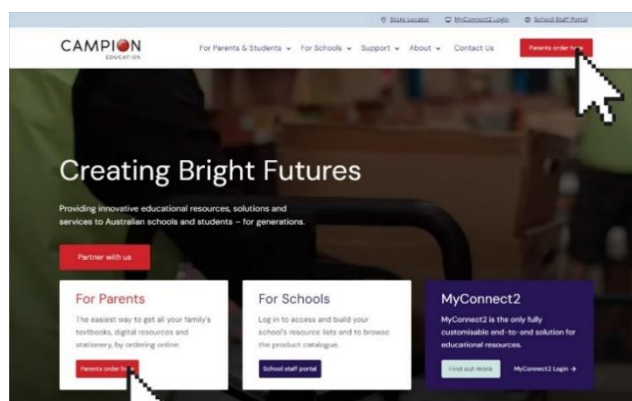 Store Locator MyConnect2 Login School Staff Portal
CAMPION
EDUCATION
For Parents & Students For Schools Support About Contact Us Parents order
Creating Bright Futures
Providing innovative educational resources, solutions and
services to Australian schools and students – for generations.
Partner with us
For Parents
The easiest way to get all your family's
textbooks, digital resources and
stationery, by ordering online.
Parents order
For Schools
Log in to access and build your
school's resource lists and to browse
the product catalogue.
School staff portal
MyConnect2
MyConnect2 is the only fully
customisable end-to-end solution for
educational resources.
Find out more MyConnect2 Login →